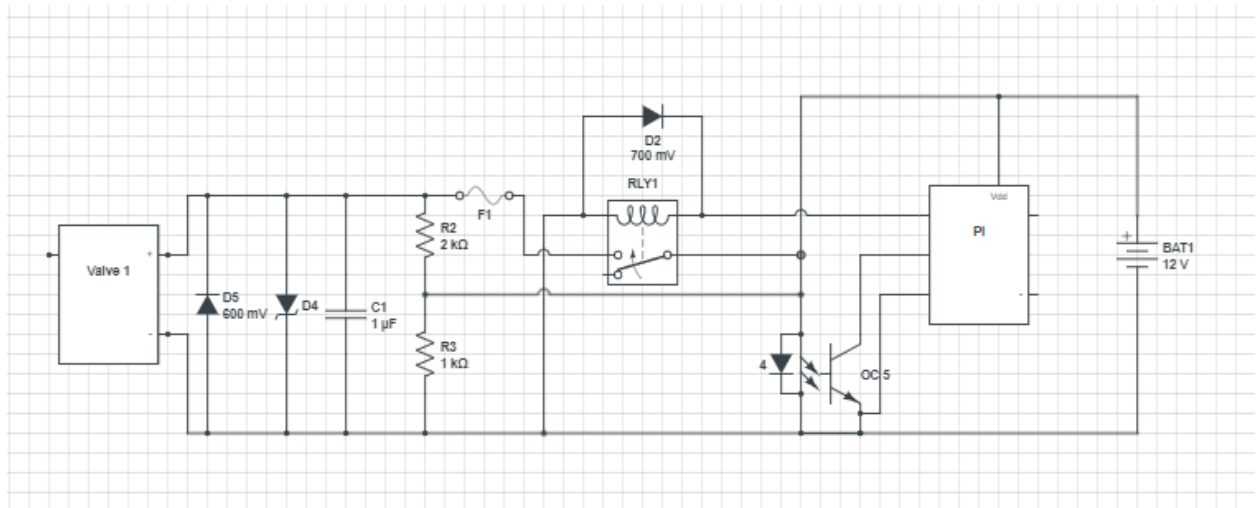 D2
700 mV
RLY1
F1
R2
2 kΩ
Vdd
PI
+
BAT1
12 V
Valve 1
+
-
D5
600 mV
D4
C1
1 µF
-
R3
1 kΩ
4
OC 5